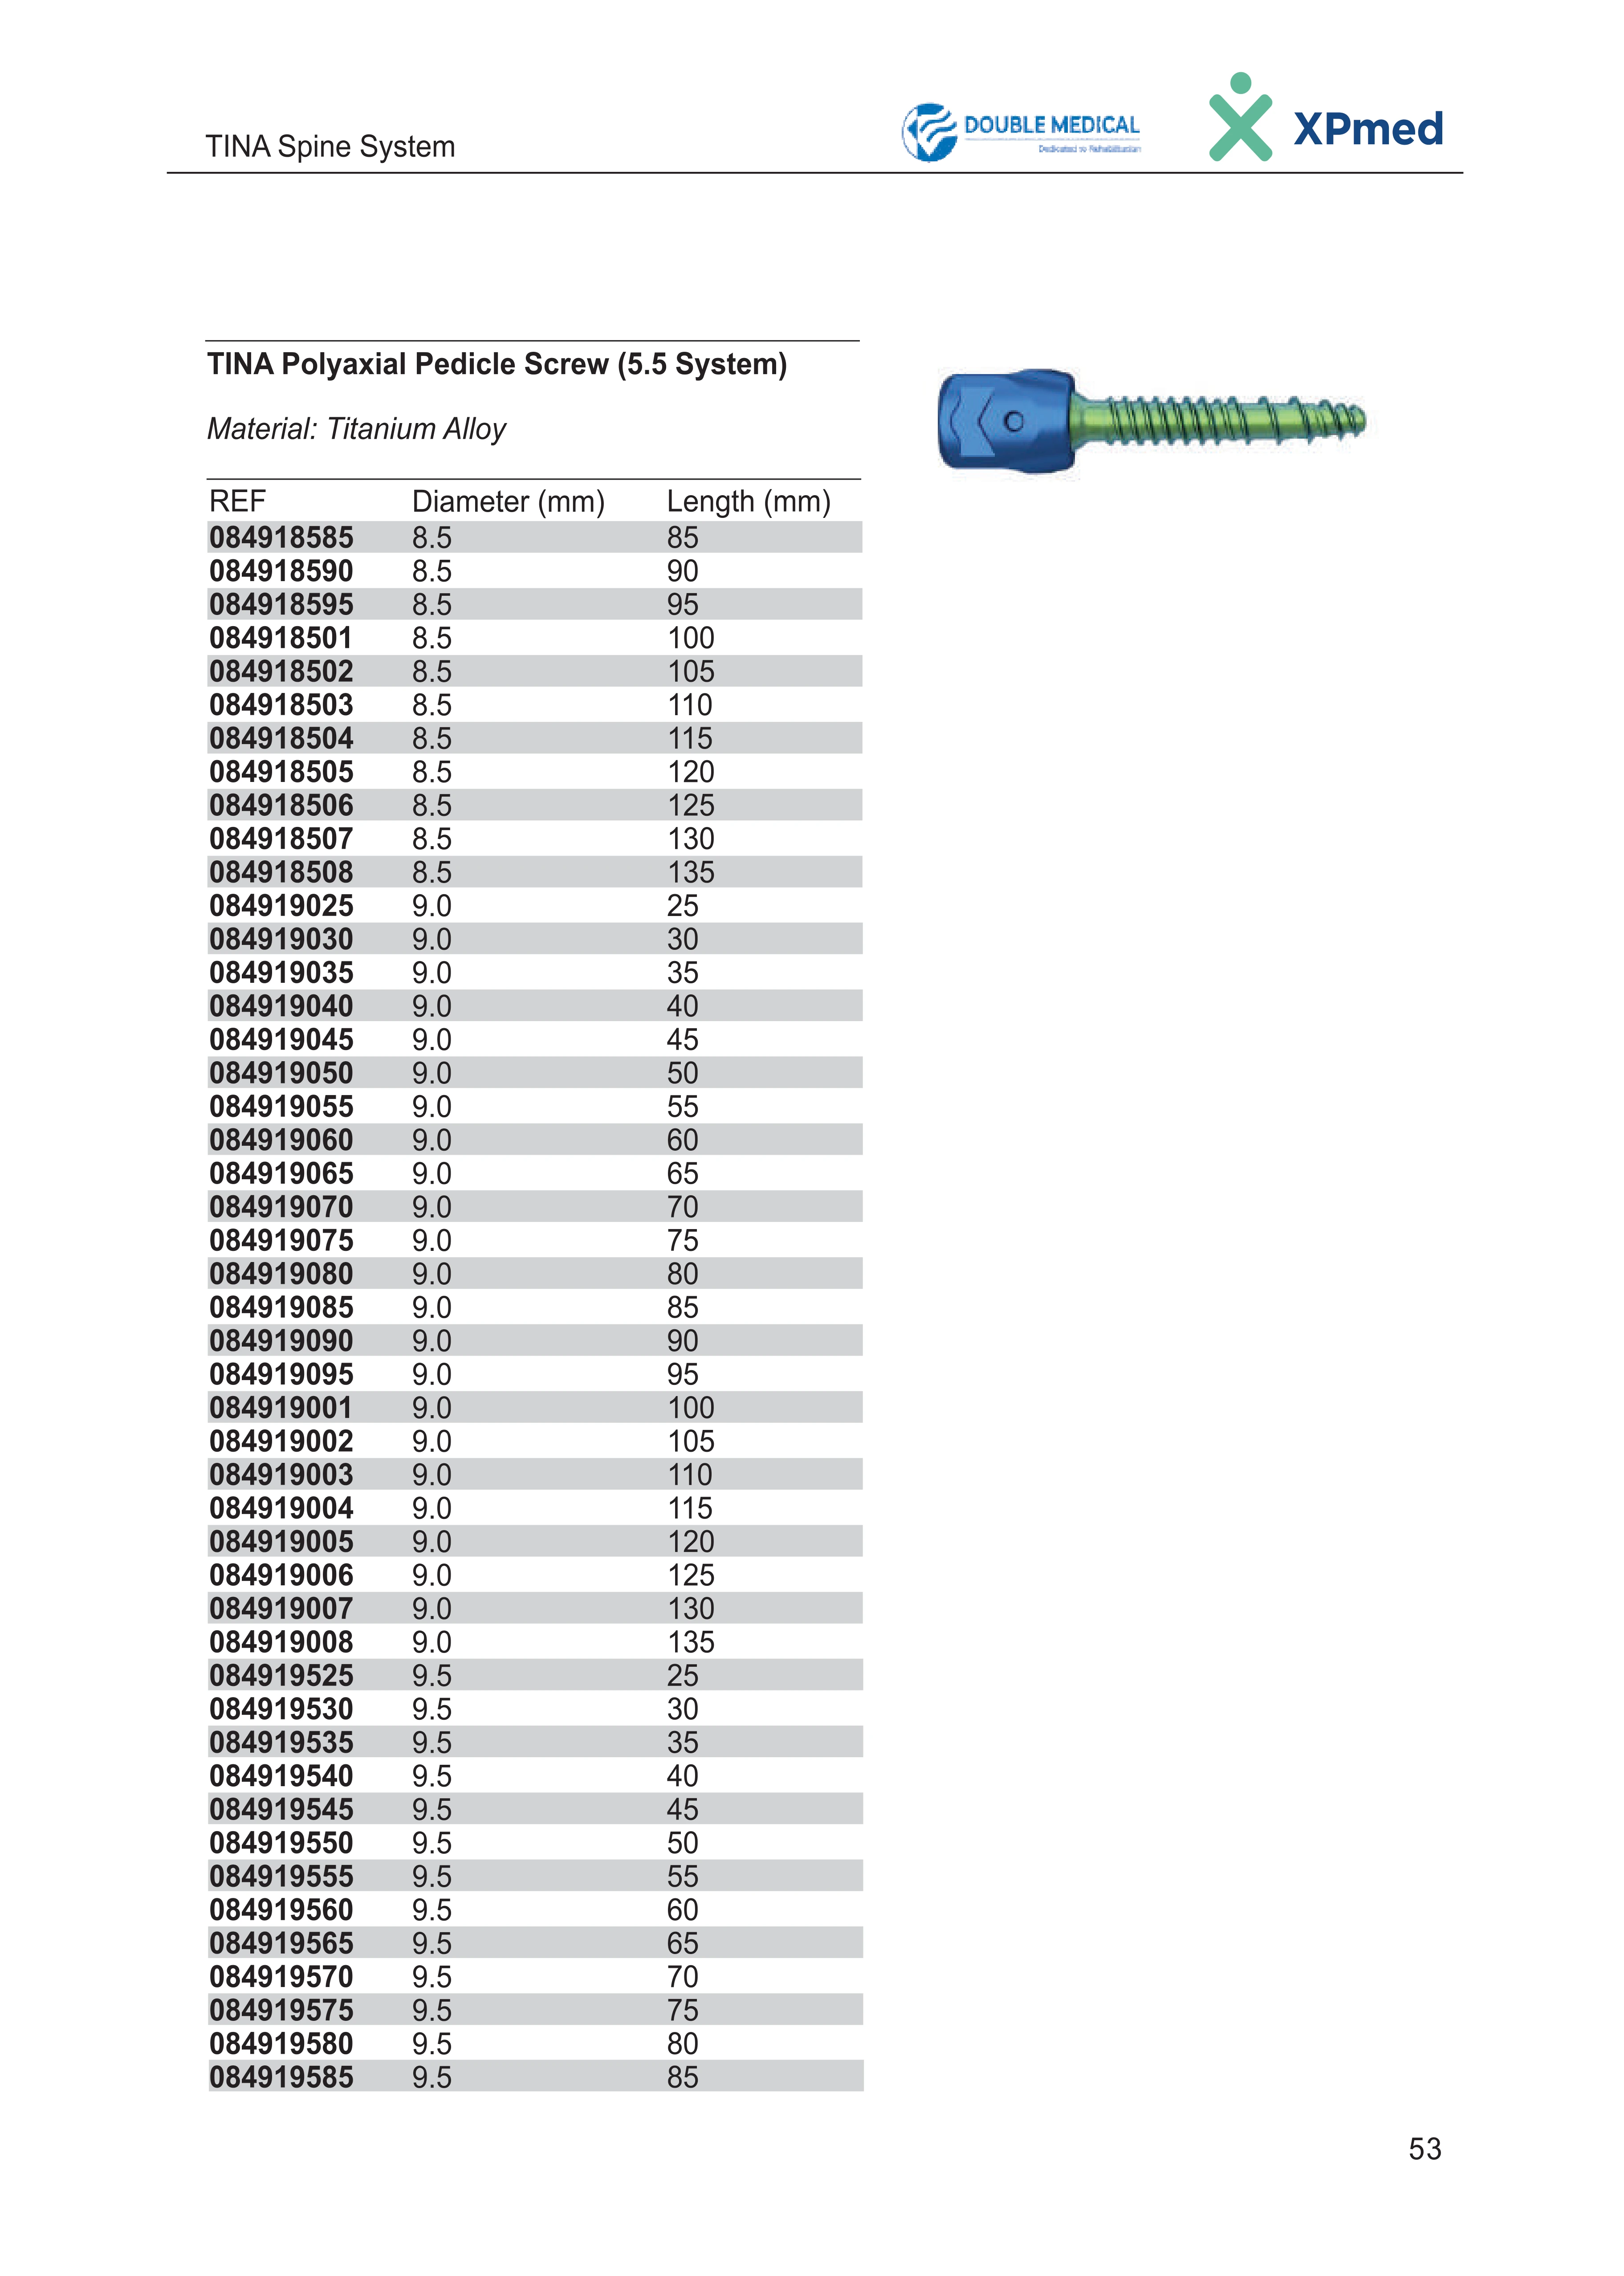 TINA Spine System
DOUBLE MEDICAL
Dedicated to Rehabilitation
XPmed
TINA Polyaxial Pedicle Screw (5.5 System)
Material: Titanium Alloy
REF Diameter (mm) Length (mm)
084918585 8.5 85
084918590 8.5 90
084918595 8.5 95
084918501 8.5 100
084918502 8.5 105
084918503 8.5 110
084918504 8.5 115
084918505 8.5 120
084918506 8.5 125
084918507 8.5 130
084918508 8.5 135
084919025 9.0 25
084919030 9.0 30
084919035 9.0 35
084919040 9.0 40
084919045 9.0 45
084919050 9.0 50
084919055 9.0 55
084919060 9.0 60
084919065 9.0 65
084919070 9.0 70
084919075 9.0 75
084919080 9.0 80
084919085 9.0 85
084919090 9.0 90
084919095 9.0 95
084919001 9.0 100
084919002 9.0 105
084919003 9.0 110
084919004 9.0 115
084919005 9.0 120
084919006 9.0 125
084919007 9.0 130
084919008 9.0 135
084919525 9.5 25
084919530 9.5 30
084919535 9.5 35
084919540 9.5 40
084919545 9.5 45
084919550 9.5 50
084919555 9.5 55
084919560 9.5 60
084919565 9.5 65
084919570 9.5 70
084919575 9.5 75
084919580 9.5 80
084919585 9.5 85
53